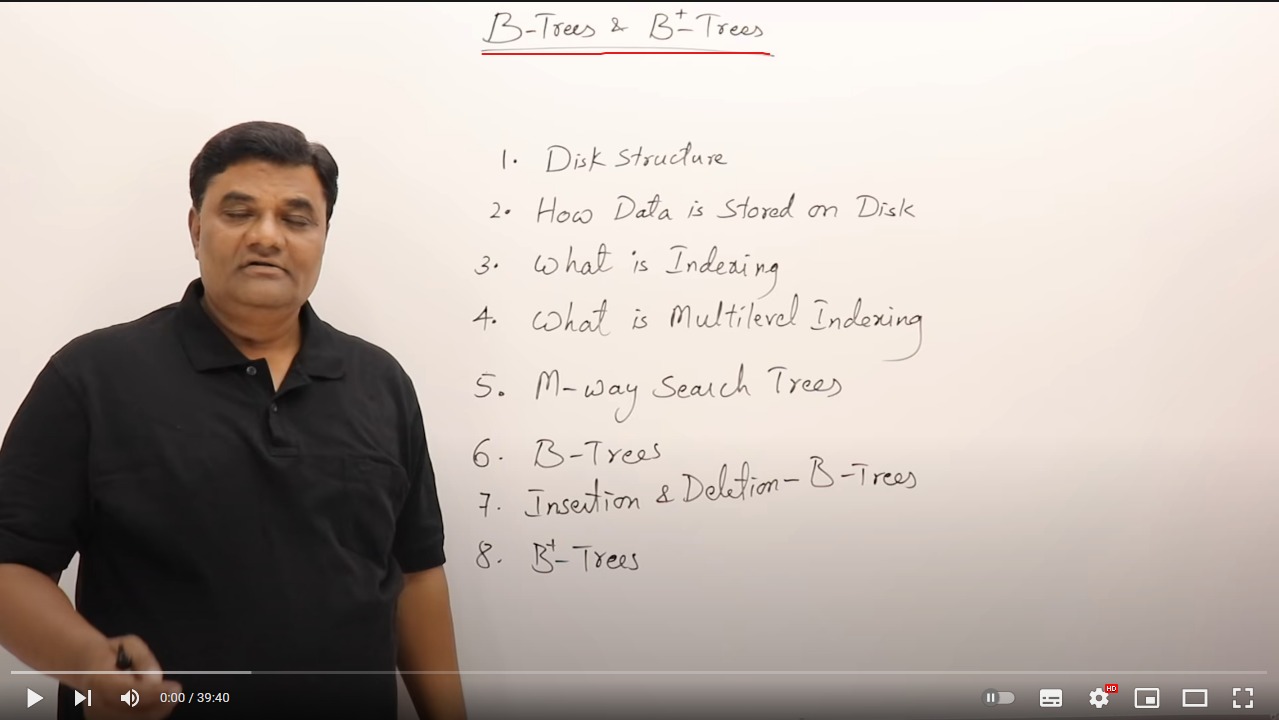 B-Trees & B+-Trees
1. Disk Structure
2. How Data is Stored on Disk
3. What is Indexing
4. What is Multilevel Indexing
5. M-way Search Trees
6. B-Trees
7. Insertion & Deletion - B-Trees
8. B+-Trees
0:00 / 39:40
HD